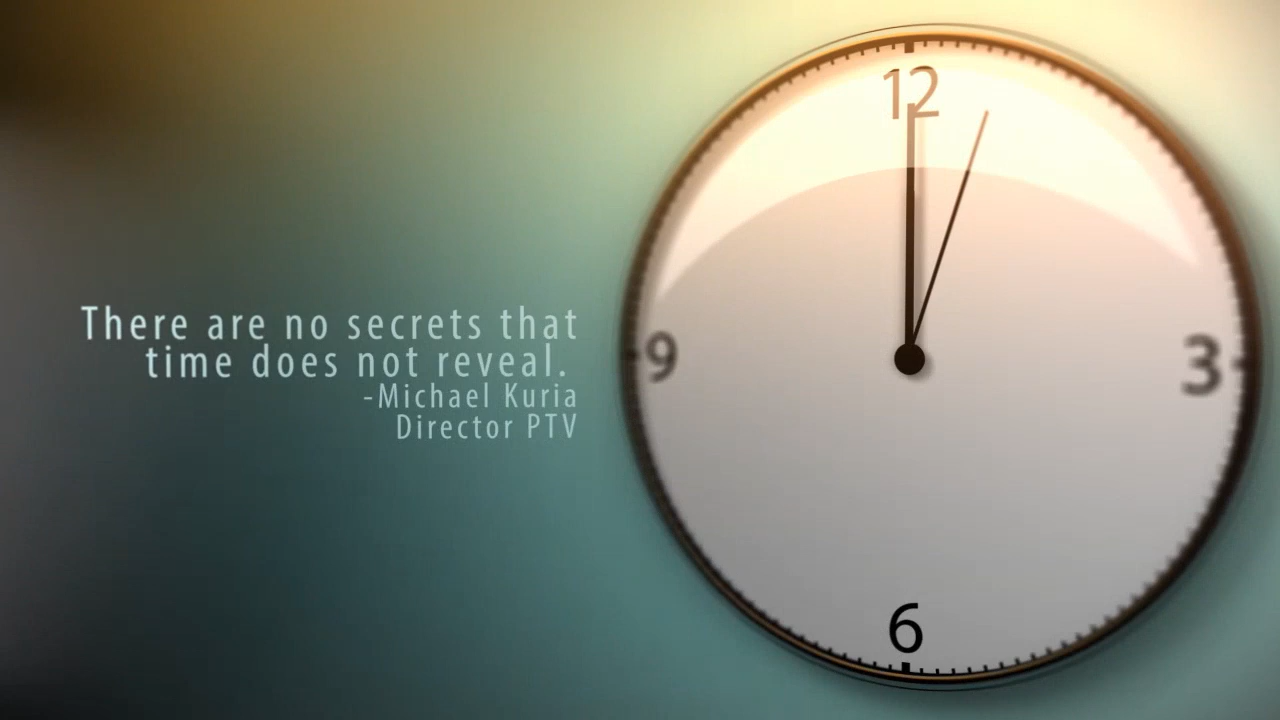 There are no secrets that
time does not reveal.
-Michael Kuria
Director PTV
12
9
3
6